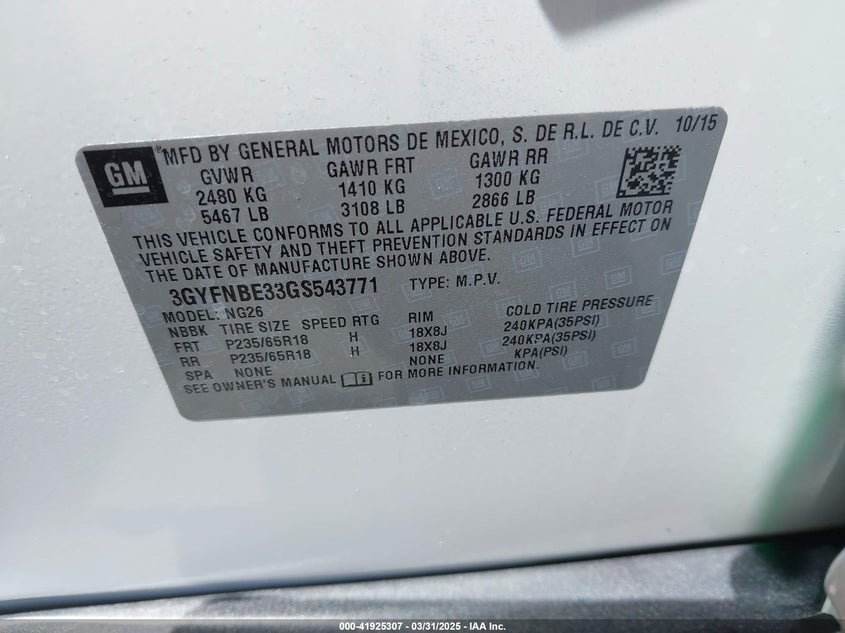 GM
®MFD BY GENERAL MOTORS DE MEXICO, S. DE R.L. DE C.V. 10/15
GVWR GAWR FRT GAWR RR
2480 KG 1410 KG 1300 KG
5467 LB 3108 LB 2866 LB
THIS VEHICLE CONFORMS TO ALL APPLICABLE U.S. FEDERAL MOTOR
VEHICLE SAFETY AND THEFT PREVENTION STANDARDS IN EFFECT ON
THE DATE OF MANUFACTURE SHOWN ABOVE.
3GYFNBE33GS543771 TYPE: M.P.V.
MODEL: NG26
NBBK TIRE SIZE SPEED RTG RIM COLD TIRE PRESSURE
FRT P235/65R18 H 18X8J 240KPA(35PSI)
RR P235/65R18 H 18X8J 240KPA(35PSI)
SPA NONE NONE KPA(PSI)
SEE OWNER'S MANUAL FOR MORE INFORMATION.
000-41925307 - 03/31/2025 - IAA Inc.